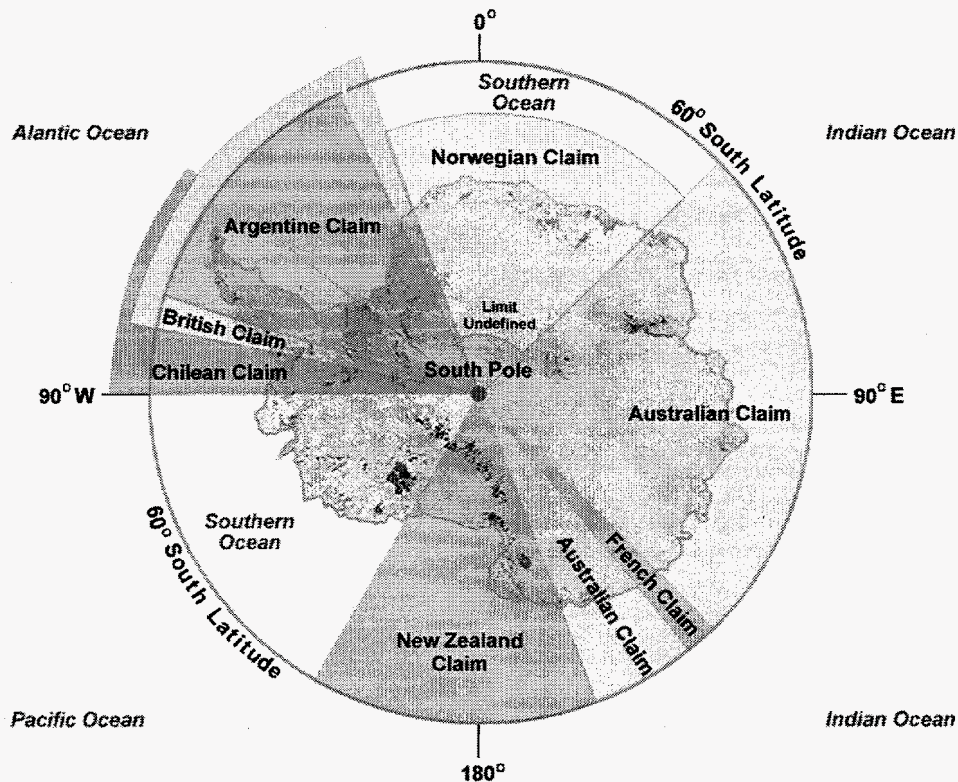 0°
Southern
Ocean
60° South Latitude
Alantic Ocean
Indian Ocean
Norwegian Claim
Argentine Claim
Limit
Undefined
British Claim
South Pole
Chilean Claim
90° W
90° E
Australian Claim
Southern
Ocean
60° South Latitude
French Claim
Australian Claim
New Zealand
Claim
Pacific Ocean
Indian Ocean
180°